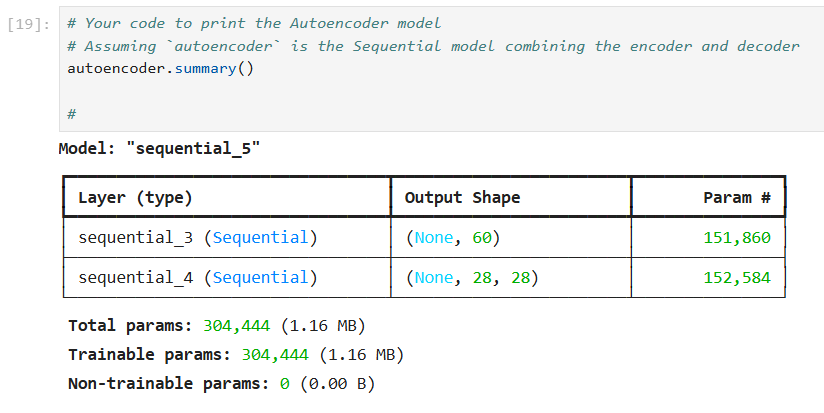 [19]: # Your code to print the Autoencoder model
# Assuming `autoencoder` is the Sequential model combining the encoder and decoder
autoencoder.summary()
#
Model: "sequential_5"
Layer (type) Output Shape Param #
sequential_3 (Sequential) (None, 60) 151,860
sequential_4 (Sequential) (None, 28, 28) 152,584
Total params: 304,444 (1.16 MB)
Trainable params: 304,444 (1.16 MB)
Non-trainable params: 0 (0.00 B)